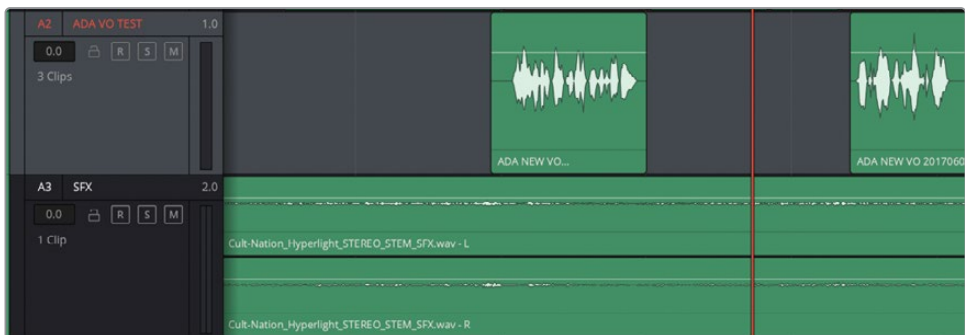 A2 ADA VO TEST 1.0
0.0 R S M
3 Clips
ADA NEW VO...
ADA NEW VO 2017060
A3 SFX 2.0
0.0 R S M
1 Clip
Cult-Nation_Hyperlight_STEREO_STEM_SFX.wav - L
Cult-Nation_Hyperlight_STEREO_STEM_SFX.wav - R